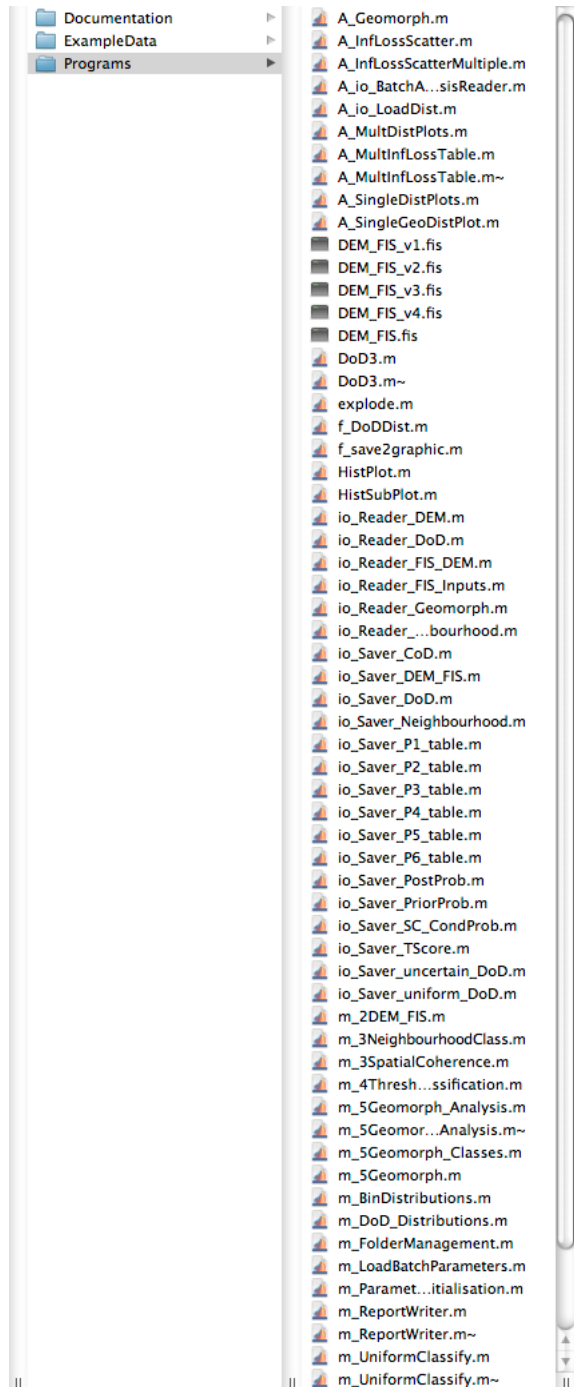 Documentation
ExampleData
Programs
A_Geomorph.m
A_InfLossScatter.m
A_InfLossScatterMultiple.m
A_io_BatchA...sisReader.m
A_io_LoadDist.m
A_MultDistPlots.m
A_MultInfLossTable.m
A_MultInfLossTable.m~
A_SingleDistPlots.m
A_SingleGeoDistPlot.m
DEM_FIS_v1.fis
DEM_FIS_v2.fis
DEM_FIS_v3.fis
DEM_FIS_v4.fis
DEM_FIS.fis
DoD3.m
DoD3.m~
explode.m
f_DoDDist.m
f_save2graphic.m
HistPlot.m
HistSubPlot.m
io_Reader_DEM.m
io_Reader_DoD.m
io_Reader_FIS_DEM.m
io_Reader_FIS_Inputs.m
io_Reader_Geomorph.m
io_Reader_...bourhood.m
io_Saver_CoD.m
io_Saver_DEM_FIS.m
io_Saver_DoD.m
io_Saver_Neighbourhood.m
io_Saver_P1_table.m
io_Saver_P2_table.m
io_Saver_P3_table.m
io_Saver_P4_table.m
io_Saver_P5_table.m
io_Saver_P6_table.m
io_Saver_PostProb.m
io_Saver_PriorProb.m
io_Saver_SC_CondProb.m
io_Saver_TScore.m
io_Saver_uncertain_DoD.m
io_Saver_uniform_DoD.m
m_2DEM_FIS.m
m_3NeighbourhoodClass.m
m_3SpatialCoherence.m
m_4Thresh...ssification.m
m_5Geomorph_Analysis.m
m_5Geomor...Analysis.m~
m_5Geomorph_Classes.m
m_5Geomorph.m
m_BinDistributions.m
m_DoD_Distributions.m
m_FolderManagement.m
m_LoadBatchParameters.m
m_Paramet...itialisation.m
m_ReportWriter.m
m_ReportWriter.m~
m_UniformClassify.m
m_UniformClassify.m~